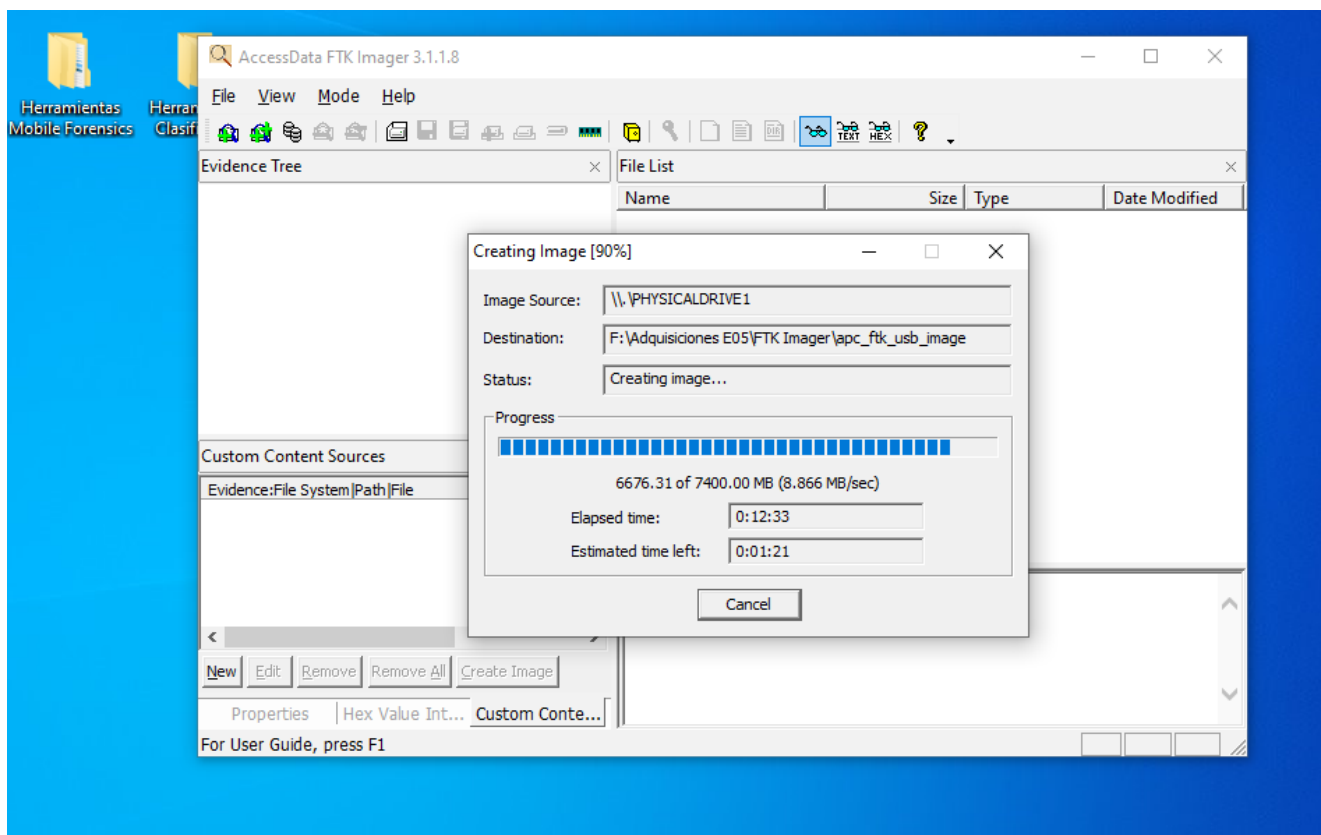 AccessData FTK Imager 3.1.1.8
Herramientas
Mobile Forensics
Herran
Clasif
File View Mode Help
TEXT HEX
Evidence Tree
File List
Name Size Type Date Modified
Creating Image [90%]
Image Source: \\.\PHYSICALDRIVE1
Destination: F:\Adquisiciones E05\FTK Imager\apc_ftk_usb_image
Status: Creating image...
Progress
6676.31 of 7400.00 MB (8.866 MB/sec)
Elapsed time: 0:12:33
Estimated time left: 0:01:21
Cancel
Custom Content Sources
Evidence:File System|Path|File
New Edit Remove Remove All Create Image
Properties Hex Value Int... Custom Conte...
For User Guide, press F1